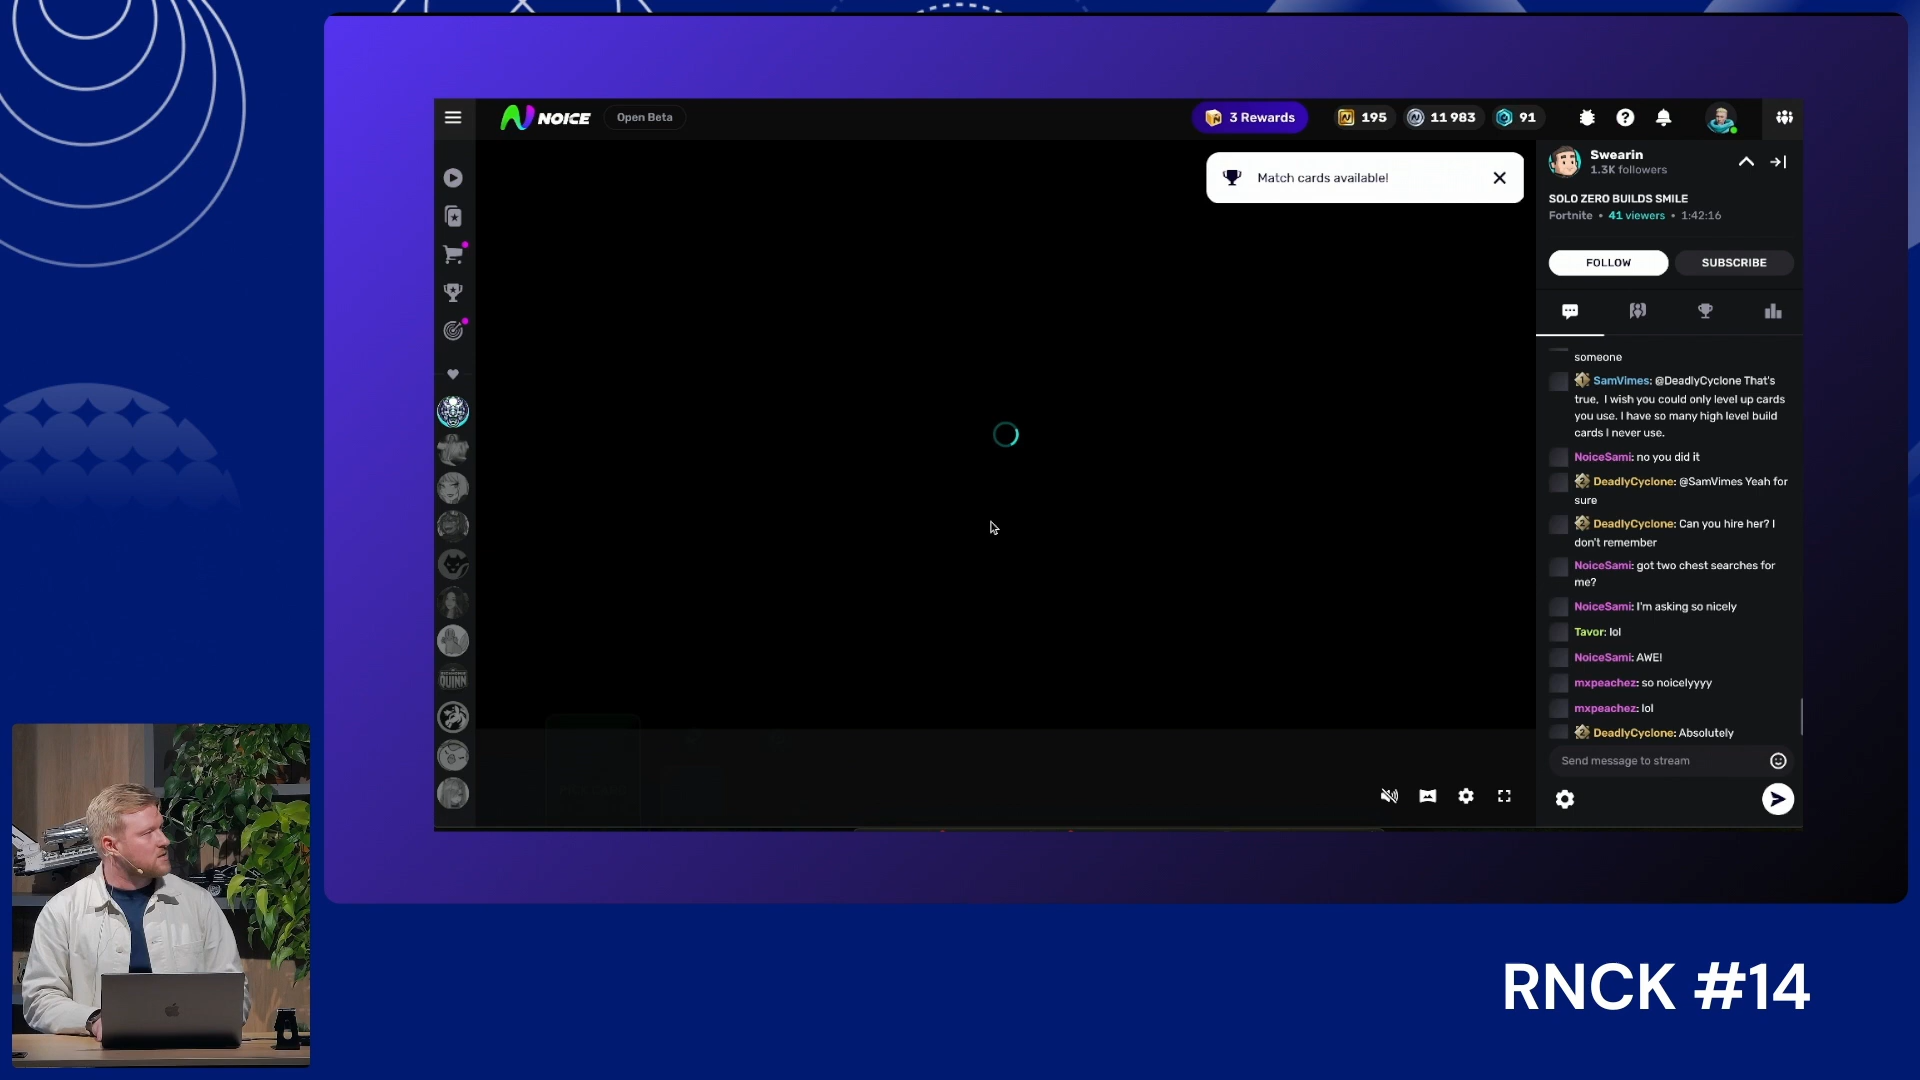 NOICE
Open Beta
3 Rewards
195
11 983
91
Match cards available!
Swearin
1.3K followers
SOLO ZERO BUILDS SMILE
Fortnite • 41 viewers • 1:42:16
FOLLOW
SUBSCRIBE
someone
SamVimes: @DeadlyCyclone That's
true, I wish you could only level up cards
you use. I have so many high level build
cards I never use.
NoiceSami: no you did it
DeadlyCyclone: @SamVimes Yeah for
sure
DeadlyCyclone: Can you hire her? I
don't remember
NoiceSami: got two chest searches for
me?
NoiceSami: I'm asking so nicely
Tavor: lol
NoiceSami: AWE!
mxpeachez: so noicelyyyy
mxpeachez: lol
DeadlyCyclone: Absolutely
Send message to stream
QUINN
RNCK #14